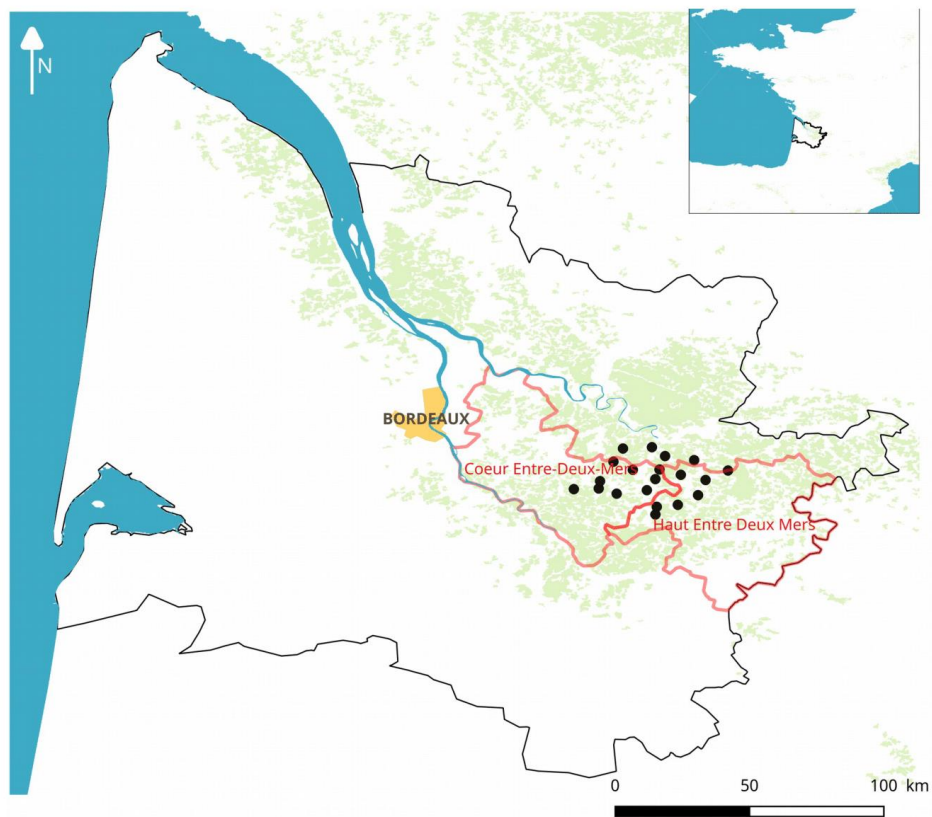 N
BORDEAUX
Coeur Entre-Deux-Mers
Haut Entre Deux Mers
0 50 100 km